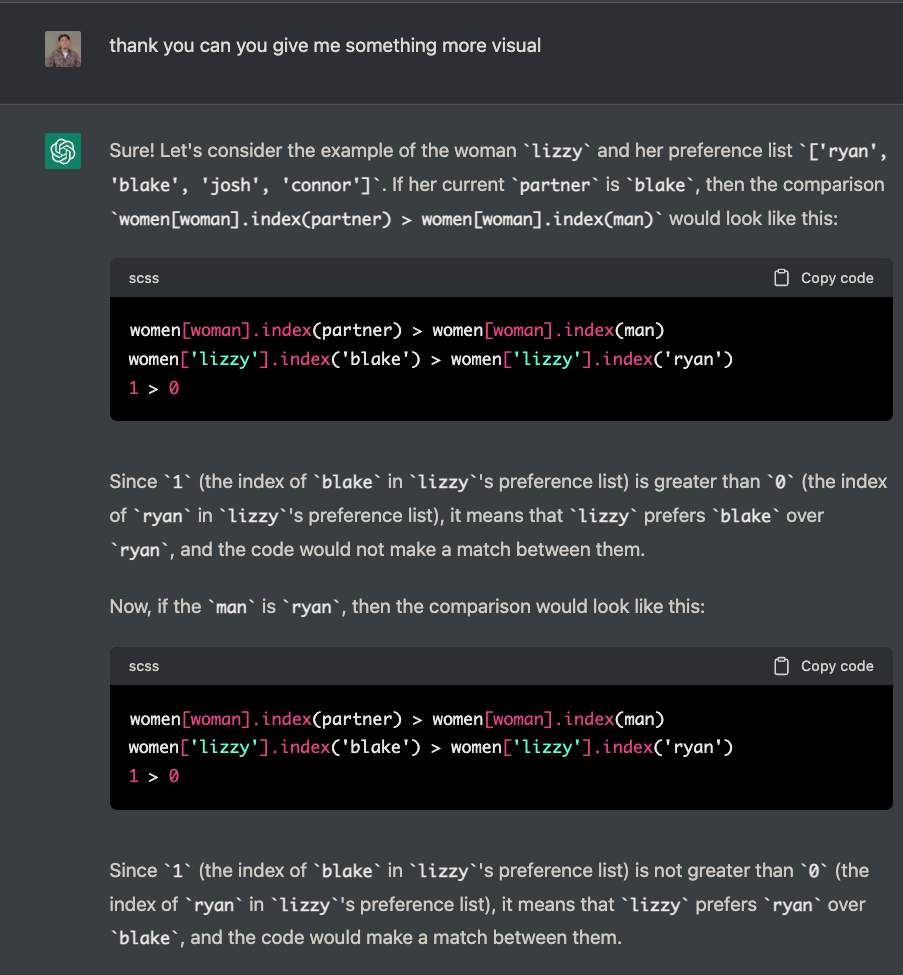 thank you can you give me something more visual
Sure! Let's consider the example of the woman `lizzy` and her preference list `['ryan',
'blake', 'josh', 'connor']`. If her current `partner` is `blake`, then the comparison
`women[woman].index(partner) > women[woman].index(man)` would look like this:
scss
Copy code
women[woman].index(partner) > women[woman].index(man)
women['lizzy'].index('blake') > women['lizzy'].index('ryan')
1 > 0
Since `1` (the index of `blake` in `lizzy`'s preference list) is greater than `0` (the index
of `ryan` in `lizzy`'s preference list), it means that `lizzy` prefers `blake` over
`ryan`, and the code would not make a match between them.
Now, if the `man` is `ryan`, then the comparison would look like this:
scss
Copy code
women[woman].index(partner) > women[woman].index(man)
women['lizzy'].index('blake') > women['lizzy'].index('ryan')
1 > 0
Since `1` (the index of `blake` in `lizzy`'s preference list) is not greater than `0` (the
index of `ryan` in `lizzy`'s preference list), it means that `lizzy` prefers `ryan` over
`blake`, and the code would make a match between them.